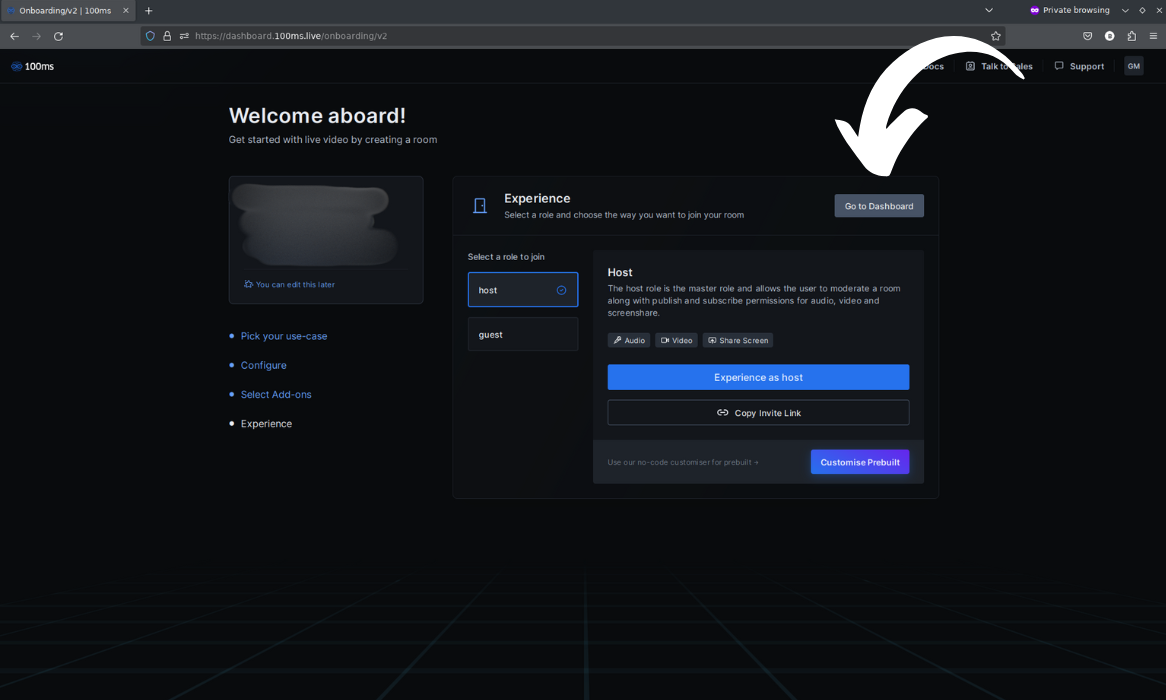 Onboarding/v2 | 100ms
Private browsing
https://dashboard.100ms.live/onboarding/v2
100ms
Docs
Talk to Sales
Support
GM
Welcome aboard!
Get started with live video by creating a room
You can edit this later
Pick your use-case
Configure
Select Add-ons
Experience
Experience
Select a role and choose the way you want to join your room
Go to Dashboard
Select a role to join
host
guest
Host
The host role is the master role and allows the user to moderate a room
along with publish and subscribe permissions for audio, video and
screenshare.
Audio
Video
Share Screen
Experience as host
Copy Invite Link
Use our no-code customiser for prebuilt →
Customise Prebuilt